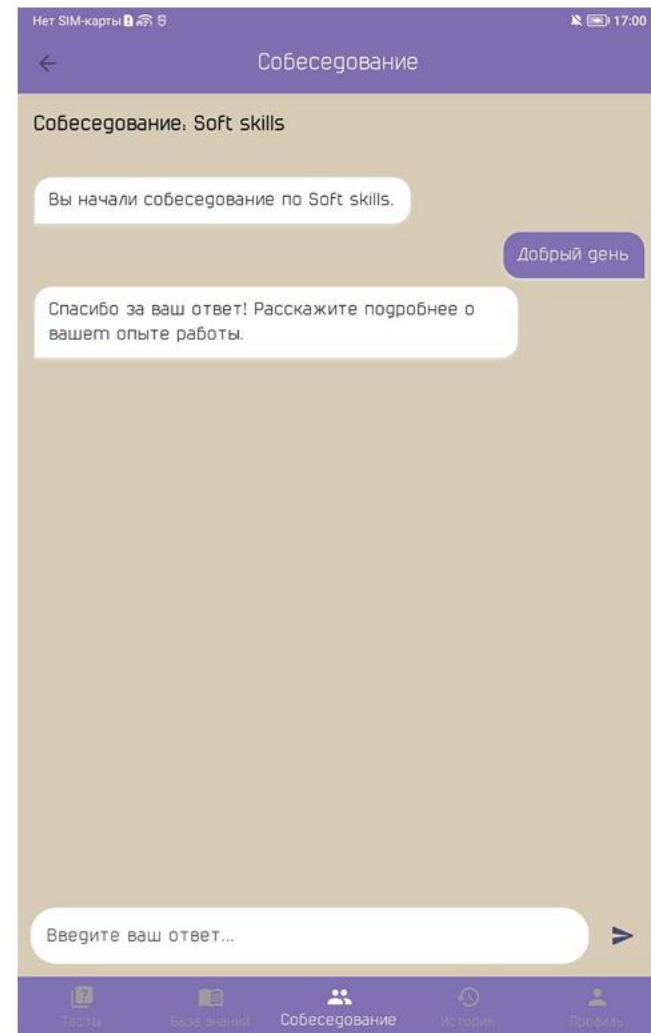 Нет SIM-карты
17:00
Собеседование
Собеседование: Soft skills
Вы начали собеседование по Soft skills.
Добрый день
Спасибо за ваш ответ! Расскажите подробнее о
вашем опыте работы.
Введите ваш ответ...
Тесты
База знаний
Собеседование
История
Профиль